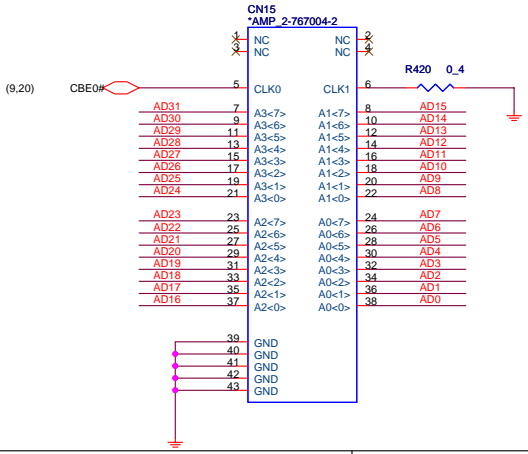 CN15
*AMP_2-767004-2
1 NC NC 2
3 NC NC 4
R420 0_4
(9,20) CBE0# 5 CLK0 CLK1 6
AD31 7 A3<7> A1<7> 8 AD15
AD30 9 A3<6> A1<6> 10 AD14
AD29 11 A3<5> A1<5> 12 AD13
AD28 13 A3<4> A1<4> 14 AD12
AD27 15 A3<3> A1<3> 16 AD11
AD26 17 A3<2> A1<2> 18 AD10
AD25 19 A3<1> A1<1> 20 AD9
AD24 21 A3<0> A1<0> 22 AD8
AD23 23 A2<7> A0<7> 24 AD7
AD22 25 A2<6> A0<6> 26 AD6
AD21 27 A2<5> A0<5> 28 AD5
AD20 29 A2<4> A0<4> 30 AD4
AD19 31 A2<3> A0<3> 32 AD3
AD18 33 A2<2> A0<2> 34 AD2
AD17 35 A2<1> A0<1> 36 AD1
AD16 37 A2<0> A0<0> 38 AD0
39 GND
40 GND
41 GND
42 GND
43 GND